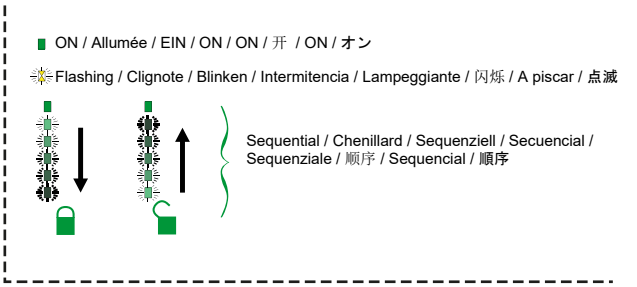 ON / Allumée / EIN / ON / ON / 开 / ON / オン
Flashing / Clignote / Blinken / Intermitencia / Lampeggiante / 闪烁 / A piscar / 点滅
Sequential / Chenillard / Sequenziell / Secuencial /
Sequenziale / 顺序 / Sequencial / 順序